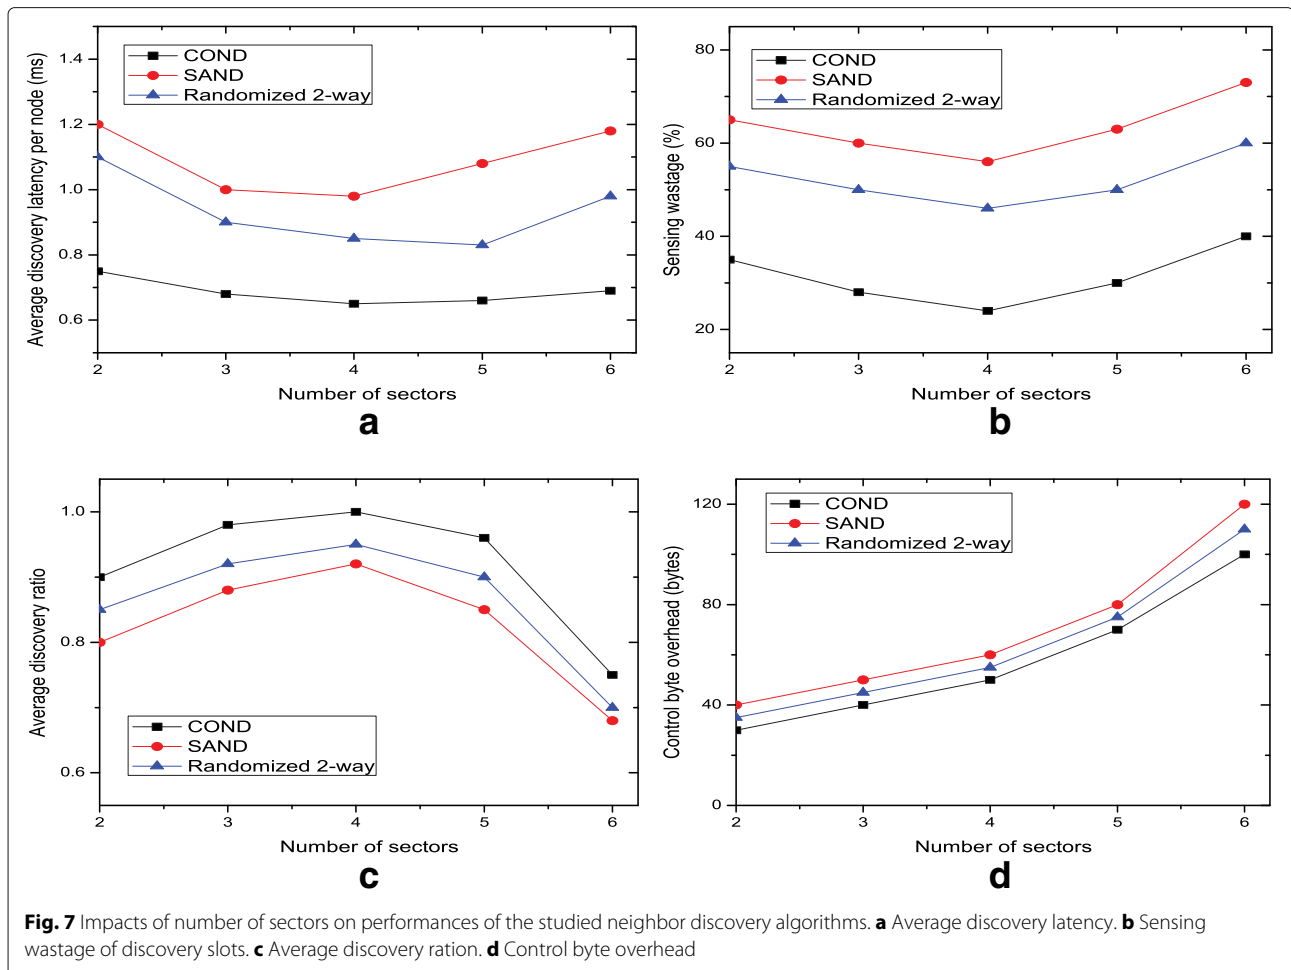 COND
SAND
Randomized 2-way
1.4
1.2
1.0
0.8
0.6
2 3 4 5 6
Average discovery latency per node (ms)
Number of sectors
a
COND
SAND
Randomized 2-way
80
60
40
20
2 3 4 5 6
Sensing wastage (%)
Number of sectors
b
COND
SAND
Randomized 2-way
1.0
0.8
0.6
2 3 4 5 6
Average discovery ratio
Number of sectors
c
COND
SAND
Randomized 2-way
120
80
40
0
2 3 4 5 6
Control byte overhead (bytes)
Number of sectors
d
Fig. 7 Impacts of number of sectors on performances of the studied neighbor discovery algorithms. a Average discovery latency. b Sensing
wastage of discovery slots. c Average discovery ration. d Control byte overhead